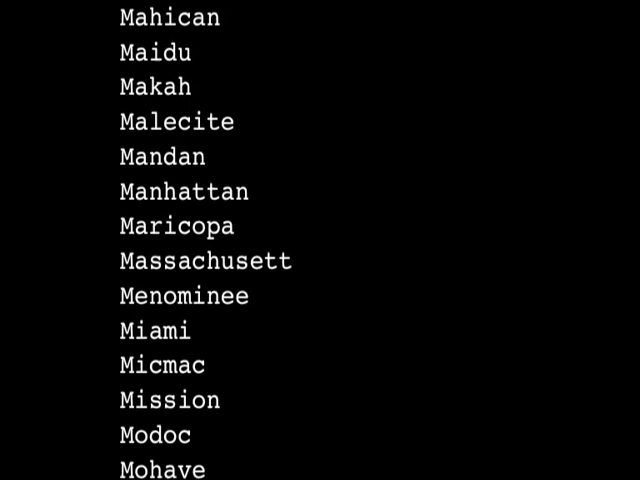 Mahican
Maidu
Makah
Malecite
Mandan
Manhattan
Maricopa
Massachusett
Menominee
Miami
Micmac
Mission
Modoc
Mohave